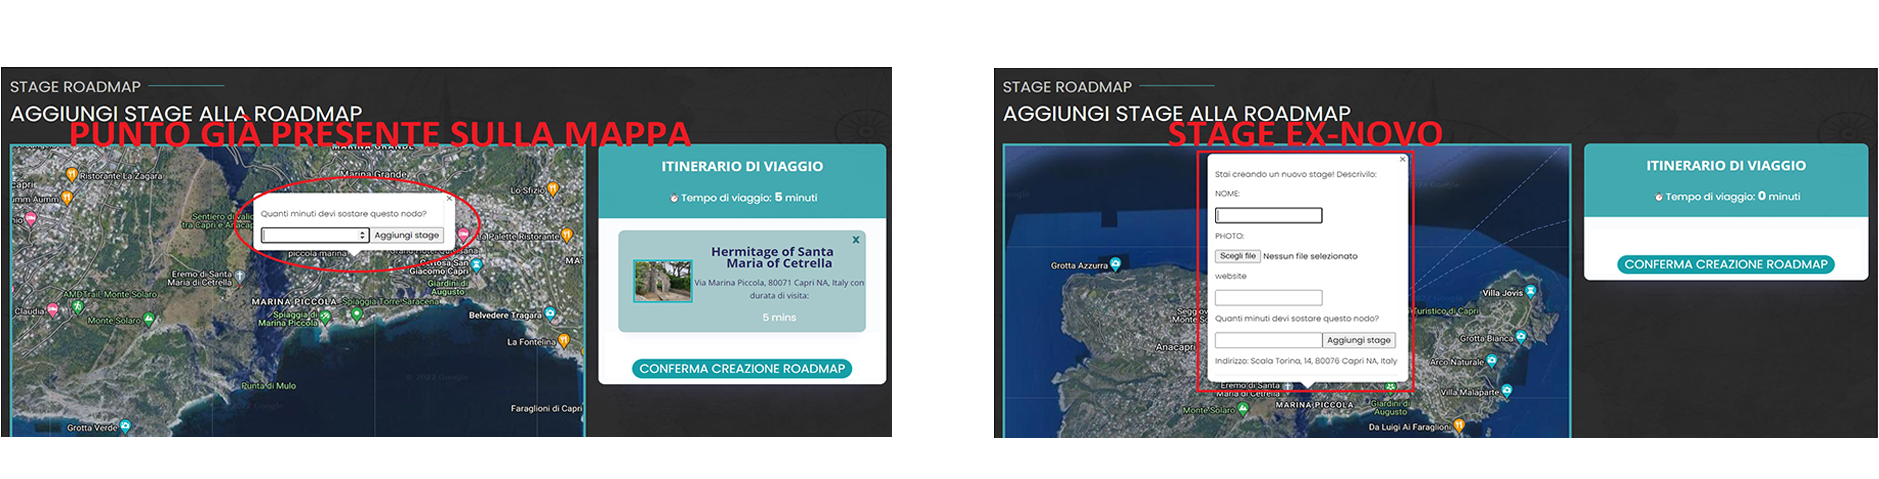 STAGE ROADMAP
AGGIUNGI STAGE ALLA ROADMAP
PUNTO GIÀ PRESENTE SULLA MAPPA
MARINA GRANDE
Marina Grande
Ristorante La Zagara
Lo Sfizio
Quanti minuti devi sostare questo nodo?
Aggiungi stage
La Palette Ristorante
piccola marina
Giacomo Capri
Eremo di Santa
Maria di Cetrella
Giardini di
Augusto
AMDTrail Monte Solaro
MARINA PICCOLA
Spiaggia Torre Saracena
Claudia
Monte Solaro
Spiaggia di
Marina Piccola
Belvedere Tragara
La Fontelina
Punta di Mulo
Faraglioni di Capri
Grotta Verde
ITINERARIO DI VIAGGIO
Tempo di viaggio: 5 minuti
x
Hermitage of Santa
Maria of Cetrella
Via Marina Piccola, 80071 Capri NA, Italy con
durata di visita:
5 mins
CONFERMA CREAZIONE ROADMAP
STAGE ROADMAP
AGGIUNGI STAGE ALLA ROADMAP
STAGE EX-NOVO
Stai creando un nuovo stage! Descrivilo:
NOME:
PHOTO:
Scegli file Nessun file selezionato
website
Quanti minuti devi sostare questo nodo?
Aggiungi stage
Indirizzo: Scala Torina, 14, 80076 Capri NA, Italy
Grotta Azzurra
Villa Jovis
Turistico di Capri
Grotta Bianca
Anacapri
Arco Naturale
Eremo di Santa
Maria di Cetrella
Villa Malaparte
Monte Solaro
MARINA PICCOLA
Giardini di
Augusto
Da Luigi Ai Faraglioni
ITINERARIO DI VIAGGIO
Tempo di viaggio: 0 minuti
CONFERMA CREAZIONE ROADMAP